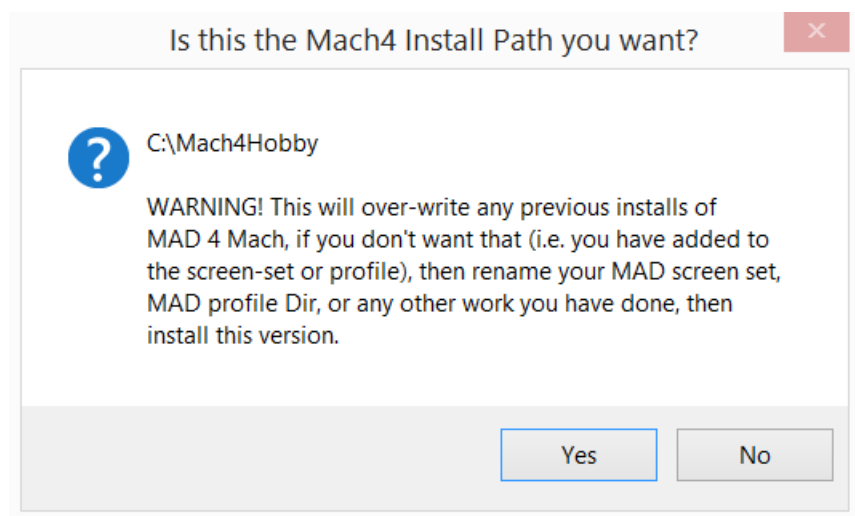 Is this the Mach4 Install Path you want?
C:\Mach4Hobby
WARNING! This will over-write any previous installs of
MAD 4 Mach, if you don't want that (i.e. you have added to
the screen-set or profile), then rename your MAD screen set,
MAD profile Dir, or any other work you have done, then
install this version.
Yes
No